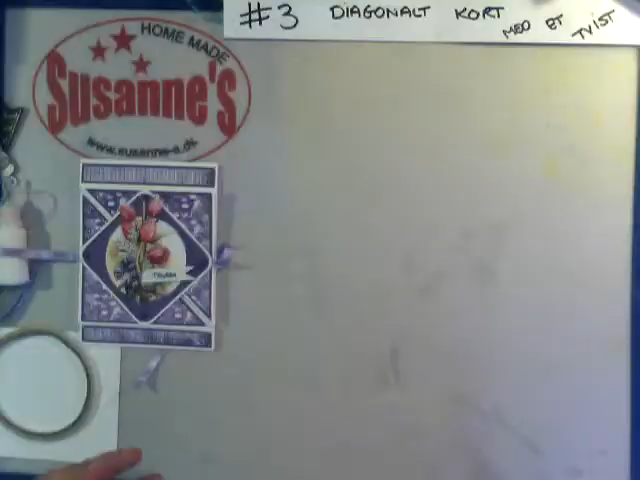 #3 DIAGONALT KORT MED ET TVIST
HOME MADE
Susanne's
www.susanne-s.dk